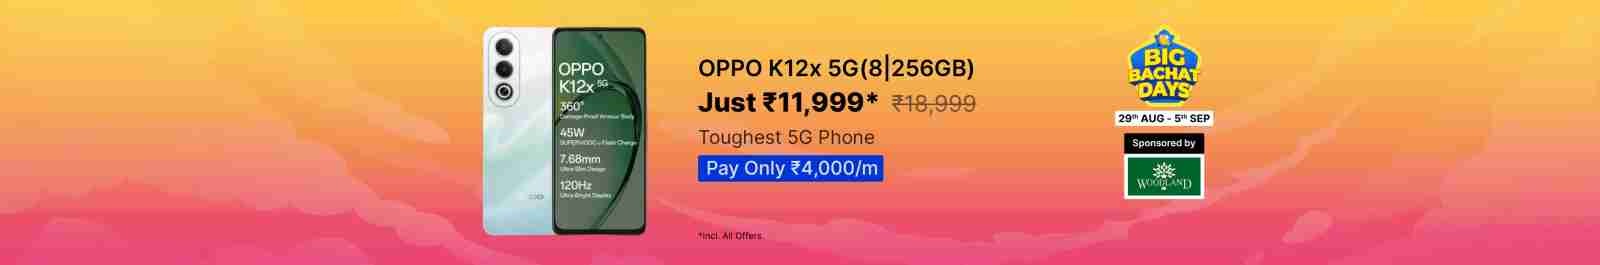 OPPO
K12x 5G
360°
Damage-Proof Armour Body
45W
SUPERVOOC Flash Charge
7.68mm
Ultra Slim Design
120Hz
Ultra Bright Display
OPPO K12x 5G(8|256GB)
Just ₹11,999* ₹18,999
Toughest 5G Phone
Pay Only ₹4,000/m
*Incl. All Offers.
BIG
BACHAT
DAYS
29th AUG - 5th SEP
Sponsored by
WOODLAND